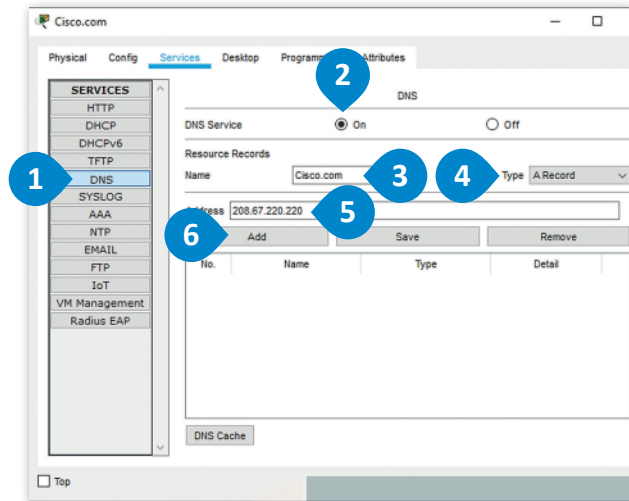 Cisco.com
Physical Config Services Desktop Programm Attributes
SERVICES
HTTP
DHCP
DHCPv6
TFTP
DNS
SYSLOG
AAA
NTP
EMAIL
FTP
IoT
VM Management
Radius EAP
DNS
DNS Service On Off
Resource Records
Name Cisco.com Type A Record
Address 208.67.220.220
Add Save Remove
No. Name Type Detail
DNS Cache
Top
1
2
3
4
5
6